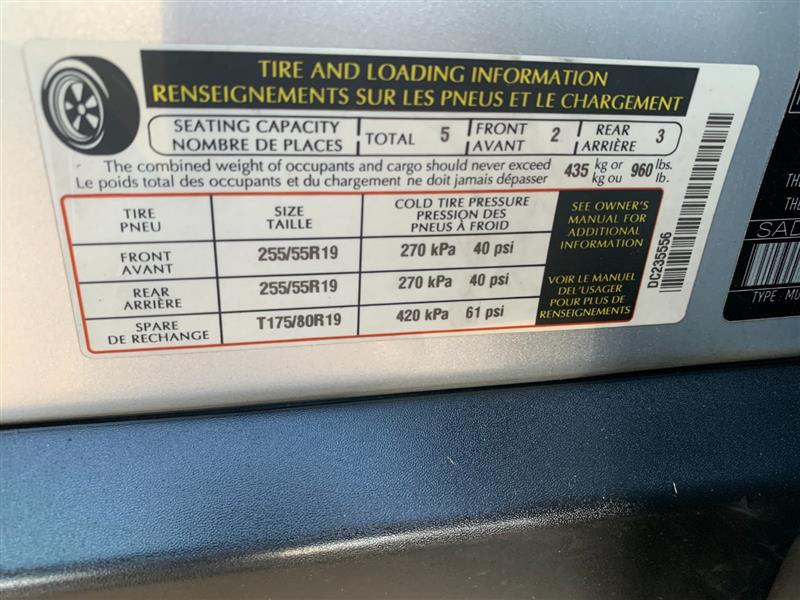 TIRE AND LOADING INFORMATION
RENSEIGNEMENTS SUR LES PNEUS ET LE CHARGEMENT
SEATING CAPACITY
NOMBRE DE PLACES
TOTAL 5
FRONT
AVANT
2
REAR
ARRIÈRE
3
The combined weight of occupants and cargo should never exceed
Le poids total des occupants et du chargement ne doit jamais dépasser
435 kg or
kg ou
960 lbs.
lb.
TIRE
PNEU
SIZE
TAILLE
COLD TIRE PRESSURE
PRESSION DES
PNEUS À FROID
FRONT
AVANT
255/55R19
270 kPa 40 psi
REAR
ARRIÈRE
255/55R19
270 kPa 40 psi
SPARE
DE RECHANGE
T175/80R19
420 kPa 61 psi
SEE OWNER'S
MANUAL FOR
ADDITIONAL
INFORMATION
VOIR LE MANUEL
DE L'USAGER
POUR PLUS DE
RENSEIGNEMENTS
DC235556
SAD
TYPE: MU